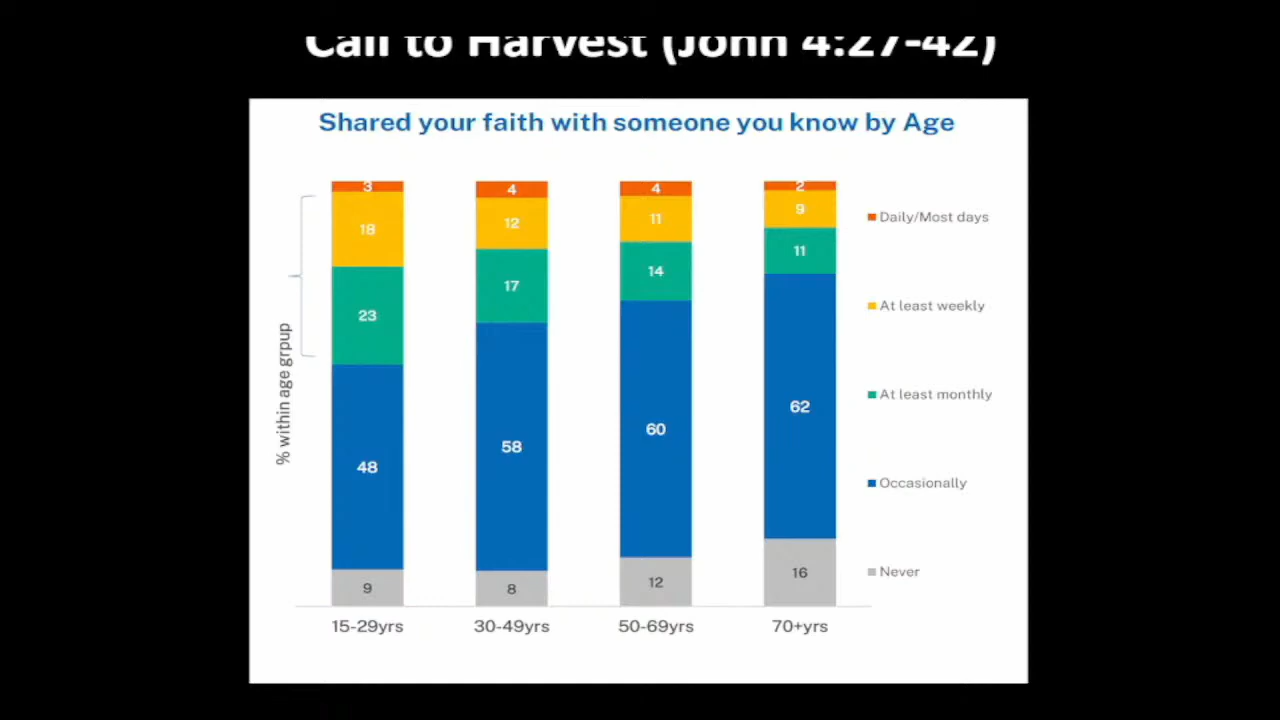 Call to Harvest (John 4:27-42)
Shared your faith with someone you know by Age
3
18
23
48
9
4
12
17
58
8
4
11
14
60
12
2
9
11
62
16
% within age grpup
15-29yrs
30-49yrs
50-69yrs
70+yrs
Daily/Most days
At least weekly
At least monthly
Occasionally
Never